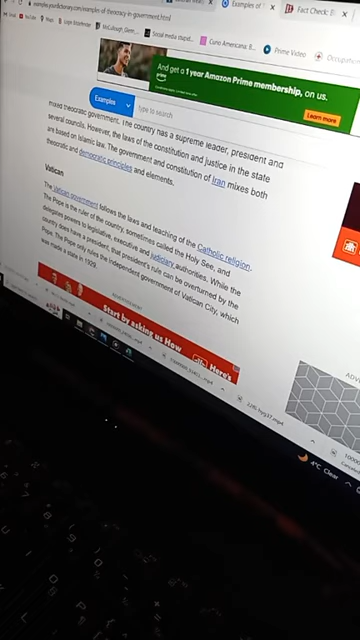 examples.yourdictionary.com/examples-of-theocracy-in-government.html
Examples of T
Fact Check: B
YouTube
Maps
Social media stupid...
Prime Video
And get a 1 year Amazon Prime membership, on us.
prime
Learn more
Examples
Type to search
mixed theocratic government. The country has a supreme leader, president and
several councils. However, the laws of the constitution and justice in the state
are based on Islamic law. The government and constitution of Iran mixes both
theocratic and democratic principles and elements.
Vatican
The Vatican government follows the laws and teaching of the Catholic religion.
The Pope is the ruler of the country, sometimes called the Holy See, and
delegates powers to legislative, executive and judiciary authorities. While the
country does have a president, that president's rule can be overturned by the
Pope. The Pope only rules the independent government of Vatican City, which
was made a state in 1929.
ADVERTISEMENT
Start by asking us How
Here's
ADV
4°C Clear